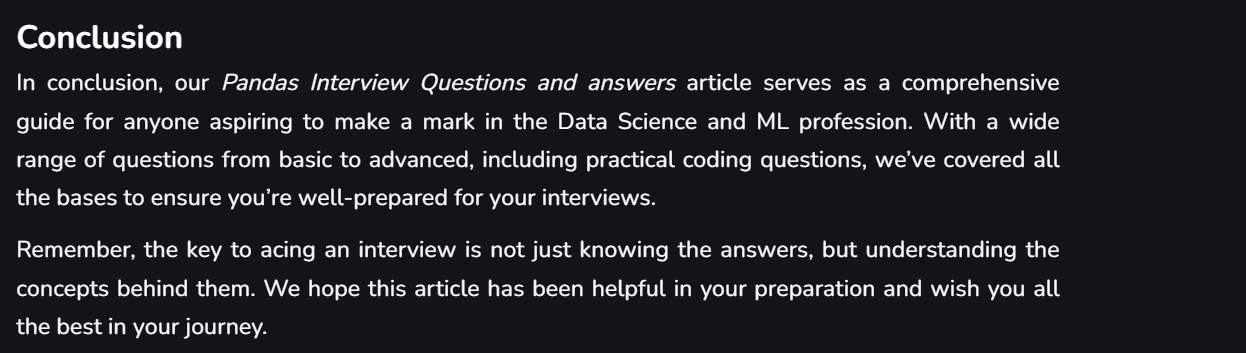 Conclusion
In conclusion, our Pandas Interview Questions and answers article serves as a comprehensive
guide for anyone aspiring to make a mark in the Data Science and ML profession. With a wide
range of questions from basic to advanced, including practical coding questions, we’ve covered all
the bases to ensure you’re well-prepared for your interviews.
Remember, the key to acing an interview is not just knowing the answers, but understanding the
concepts behind them. We hope this article has been helpful in your preparation and wish you all
the best in your journey.